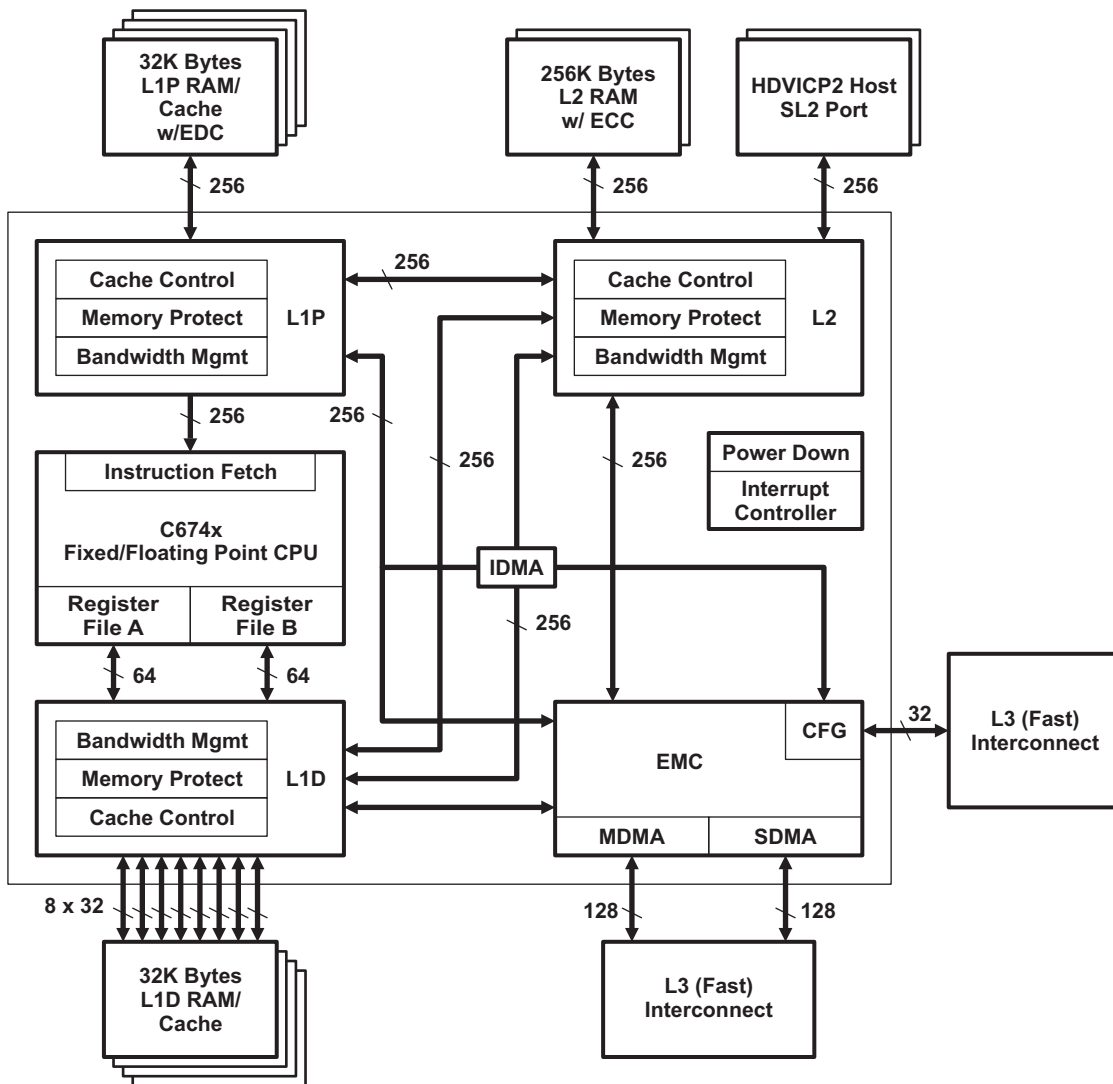 32K Bytes
L1P RAM/
Cache
w/EDC
256K Bytes
L2 RAM
w/ ECC
HDVICP2 Host
SL2 Port
256
256
256
Cache Control
Memory Protect
Bandwidth Mgmt
L1P
256
Cache Control
Memory Protect
Bandwidth Mgmt
L2
256
256
256
256
Power Down
Interrupt
Controller
Instruction Fetch
C674x
Fixed/Floating Point CPU
Register
File A
Register
File B
IDMA
256
64
64
Bandwidth Mgmt
Memory Protect
Cache Control
L1D
EMC
CFG
MDMA
SDMA
32
L3 (Fast)
Interconnect
8 x 32
128
128
32K Bytes
L1D RAM/
Cache
L3 (Fast)
Interconnect